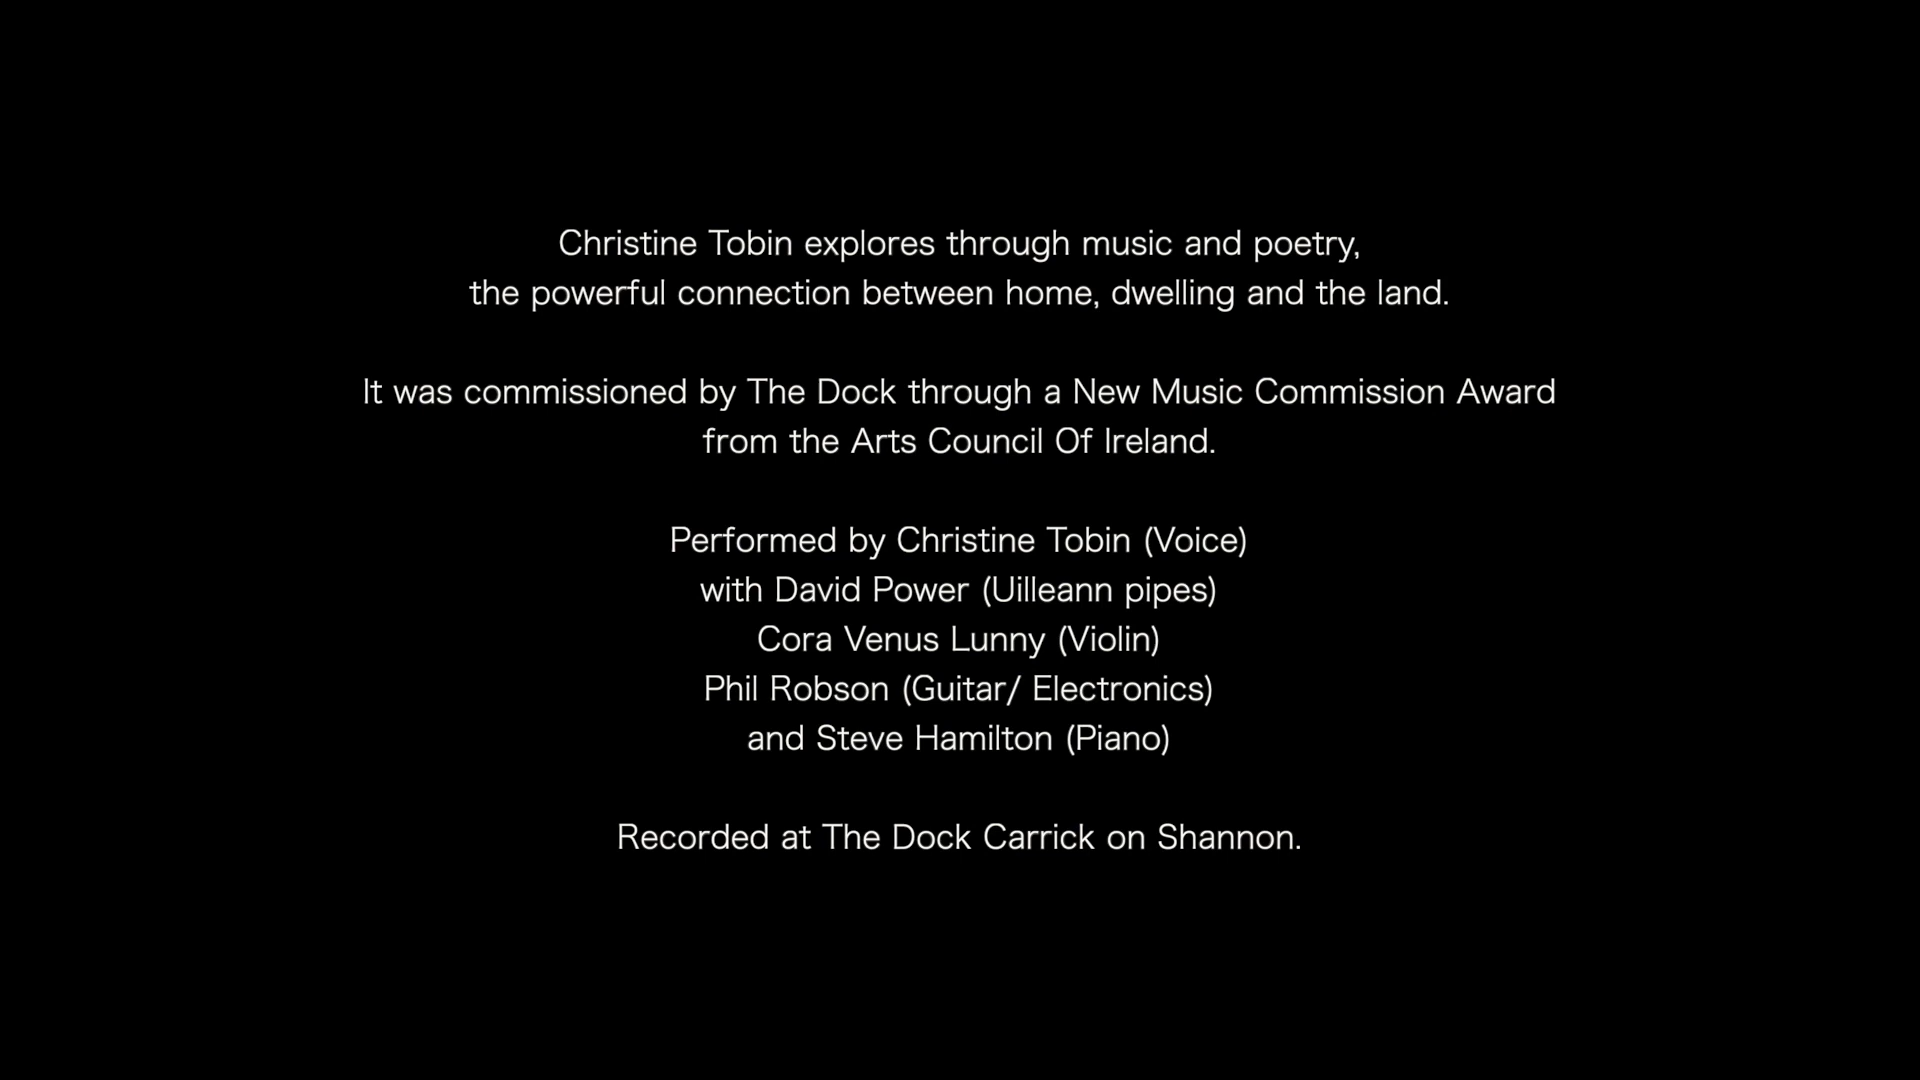 Christine Tobin explores through music and poetry,
the powerful connection between home, dwelling and the land.
It was commissioned by The Dock through a New Music Commission Award
from the Arts Council Of Ireland.
Performed by Christine Tobin (Voice)
with David Power (Uilleann pipes)
Cora Venus Lunny (Violin)
Phil Robson (Guitar/ Electronics)
and Steve Hamilton (Piano)
Recorded at The Dock Carrick on Shannon.